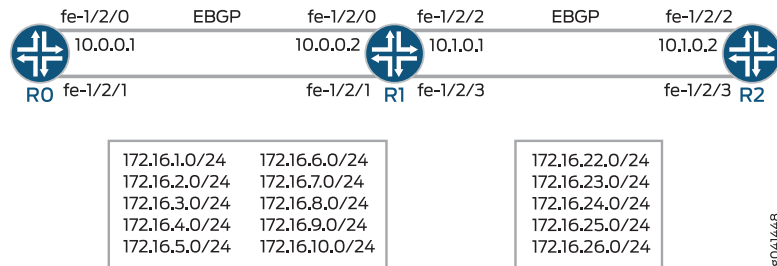 fe-1/2/0 EBGP fe-1/2/0 fe-1/2/2 EBGP fe-1/2/2
10.0.0.1 10.0.0.2 10.1.0.1 10.1.0.2
R0 fe-1/2/1 fe-1/2/1 R1 fe-1/2/3 fe-1/2/3 R2
172.16.1.0/24 172.16.6.0/24 172.16.22.0/24
172.16.2.0/24 172.16.7.0/24 172.16.23.0/24
172.16.3.0/24 172.16.8.0/24 172.16.24.0/24
172.16.4.0/24 172.16.9.0/24 172.16.25.0/24
172.16.5.0/24 172.16.10.0/24 172.16.26.0/24
g041448